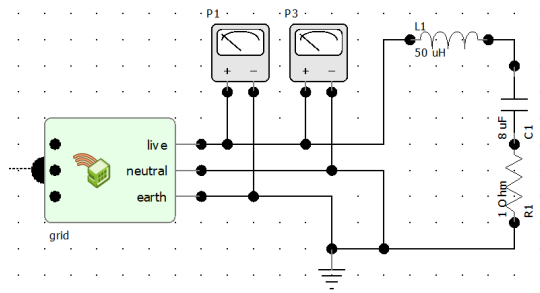 P1
P3
L1
50 uH
+ −
+ −
live
neutral
earth
grid
8 uF
C1
1 Ohm
R1